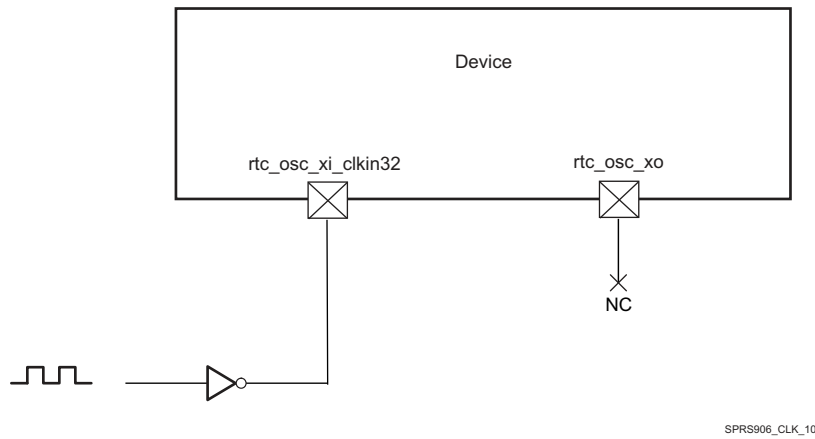 Device
rtc_osc_xi_clkin32
rtc_osc_xo
NC
SPRS906_CLK_10